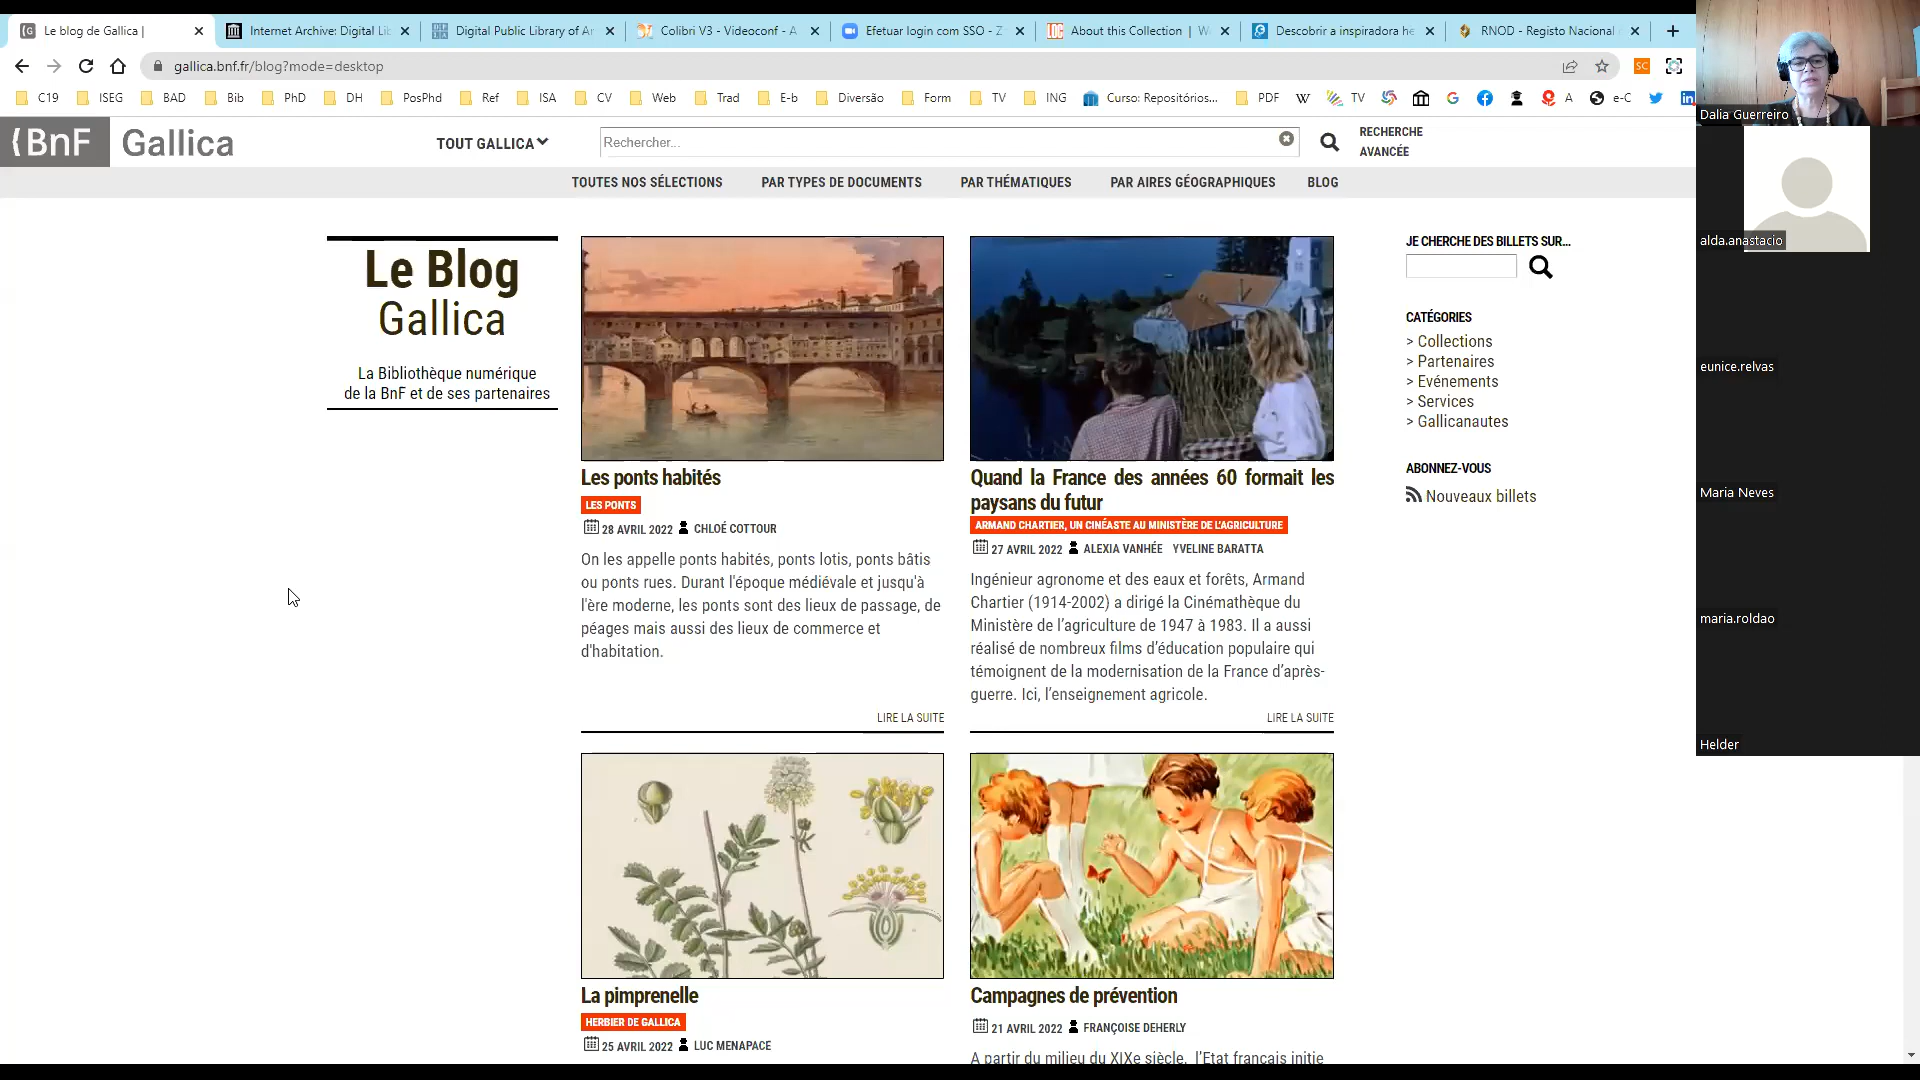 Le blog de Gallica |
Internet Archive: Digital Lib
Digital Public Library of Am
Colibri V3 - Videoconf - A
Efetuar login com SSO - Z
About this Collection | W
Descobrir a inspiradora he
RNOD - Registo Nacional
gallica.bnf.fr/blog?mode=desktop
SC
C19 ISEG BAD Bib PhD DH PosPhd Ref ISA CV Web Trad E-b Diversão Form TV ING Curso: Repositórios... PDF W TV A e-C
BnF Gallica
TOUT GALLICA
Rechercher...
RECHERCHE
AVANCÉE
TOUTES NOS SÉLECTIONS PAR TYPES DE DOCUMENTS PAR THÉMATIQUES PAR AIRES GÉOGRAPHIQUES BLOG
Le Blog
Gallica
La Bibliothèque numérique
de la BnF et de ses partenaires
Les ponts habités
LES PONTS
28 AVRIL 2022 CHLOÉ COTTOUR
On les appelle ponts habités, ponts lotis, ponts bâtis
ou ponts rues. Durant l'époque médiévale et jusqu'à
l'ère moderne, les ponts sont des lieux de passage, de
péages mais aussi des lieux de commerce et
d'habitation.
LIRE LA SUITE
Quand la France des années 60 formait les
paysans du futur
ARMAND CHARTIER, UN CINÉASTE AU MINISTÈRE DE L'AGRICULTURE
27 AVRIL 2022 ALEXIA VANHÉE YVELINE BARATTA
Ingénieur agronome et des eaux et forêts, Armand
Chartier (1914-2002) a dirigé la Cinémathèque du
Ministère de l’agriculture de 1947 à 1983. Il a aussi
réalisé de nombreux films d’éducation populaire qui
témoignent de la modernisation de la France d’après-
guerre. Ici, l’enseignement agricole.
LIRE LA SUITE
La pimprenelle
HERBIER DE GALLICA
25 AVRIL 2022 LUC MENAPACE
Campagnes de prévention
21 AVRIL 2022 FRANÇOISE DEHERLY
A partir du milieu du XIXe siècle, l’Etat français initie
JE CHERCHE DES BILLETS SUR...
CATÉGORIES
> Collections
> Partenaires
> Evénements
> Services
> Gallicanautes
ABONNEZ-VOUS
Nouveaux billets
Dalia Guerreiro
alda.anastacio
eunice.relvas
Maria Neves
maria.roldao
Helder